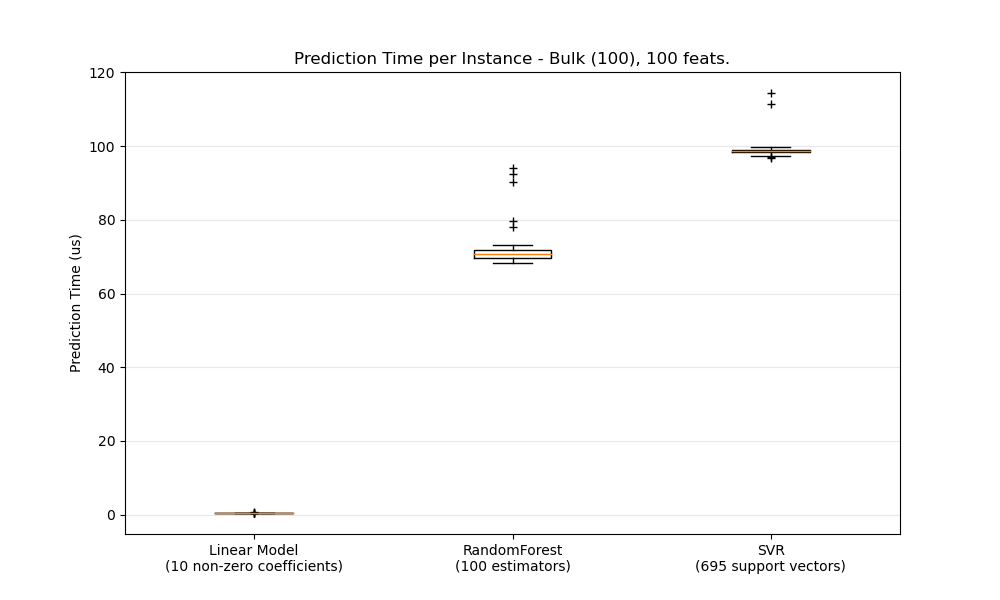 Prediction Time per Instance - Bulk (100), 100 feats.
120
100
80
60
40
20
0
Prediction Time (us)
Linear Model
(10 non-zero coefficients)
RandomForest
(100 estimators)
SVR
(695 support vectors)